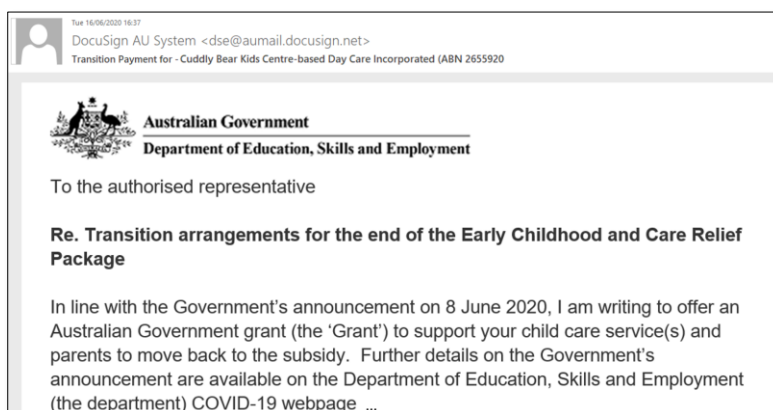 Tue 16/06/2020 16:37
DocuSign AU System <dse@aumail.docusign.net>
Transition Payment for - Cuddly Bear Kids Centre-based Day Care Incorporated (ABN 2655920
Australian Government
Department of Education, Skills and Employment
To the authorised representative
Re. Transition arrangements for the end of the Early Childhood and Care Relief
Package
In line with the Government's announcement on 8 June 2020, I am writing to offer an
Australian Government grant (the 'Grant') to support your child care service(s) and
parents to move back to the subsidy.  Further details on the Government's
announcement are available on the Department of Education, Skills and Employment
(the department) COVID-19 webpage ...